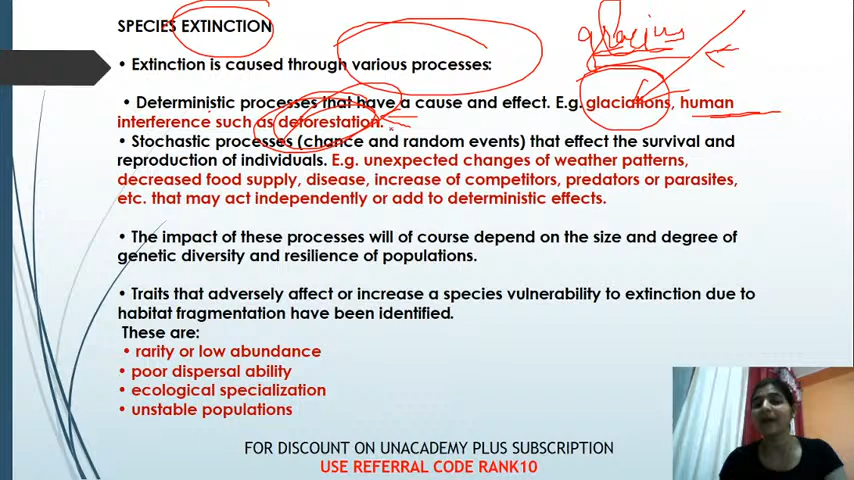 SPECIES EXTINCTION
glacius
• Extinction is caused through various processes:
• Deterministic processes that have a cause and effect. E.g. glaciations, human
interference such as deforestation.
• Stochastic processes (chance and random events) that effect the survival and
reproduction of individuals. E.g. unexpected changes of weather patterns,
decreased food supply, disease, increase of competitors, predators or parasites,
etc. that may act independently or add to deterministic effects.
• The impact of these processes will of course depend on the size and degree of
genetic diversity and resilience of populations.
• Traits that adversely affect or increase a species vulnerability to extinction due to
habitat fragmentation have been identified.
These are:
• rarity or low abundance
• poor dispersal ability
• ecological specialization
• unstable populations
FOR DISCOUNT ON UNACADEMY PLUS SUBSCRIPTION
USE REFERRAL CODE RANK10